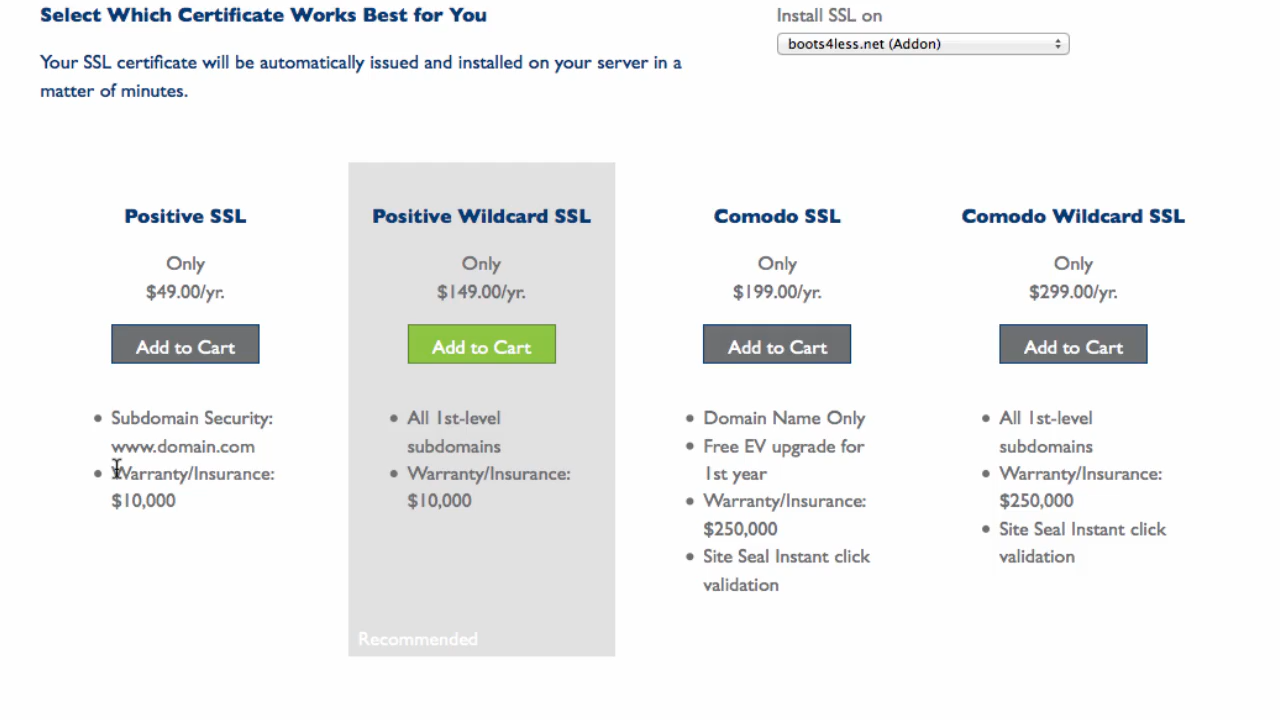 Select Which Certificate Works Best for You
Install SSL on
boots4less.net (Addon)
Your SSL certificate will be automatically issued and installed on your server in a
matter of minutes.
Positive SSL
Only
$49.00/yr.
Add to Cart
Subdomain Security:
www.domain.com
Warranty/Insurance:
$10,000
Positive Wildcard SSL
Only
$149.00/yr.
Add to Cart
All 1st-level
subdomains
Warranty/Insurance:
$10,000
Recommended
Comodo SSL
Only
$199.00/yr.
Add to Cart
Domain Name Only
Free EV upgrade for
1st year
Warranty/Insurance:
$250,000
Site Seal Instant click
validation
Comodo Wildcard SSL
Only
$299.00/yr.
Add to Cart
All 1st-level
subdomains
Warranty/Insurance:
$250,000
Site Seal Instant click
validation